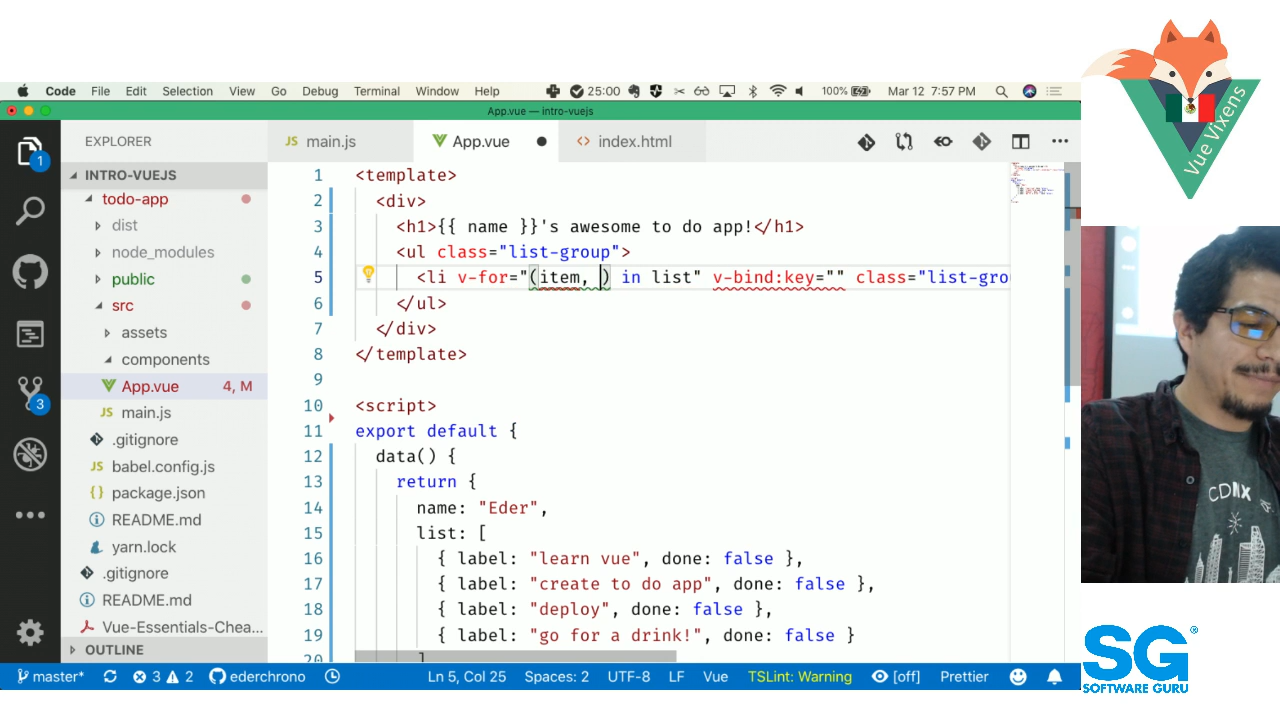 Code File Edit Selection View Go Debug Terminal Window Help 25:00 100% Mar 12 7:57 PM
App.vue — intro-vuejs
EXPLORER
JS main.js
App.vue
<> index.html
INTRO-VUEJS
todo-app
dist
node_modules
public
src
assets
components
App.vue 4, M
JS main.js
.gitignore
JS babel.config.js
{} package.json
README.md
yarn.lock
.gitignore
README.md
Vue-Essentials-Chea...
OUTLINE
1
3
1 <template>
2 <div>
3 <h1>{{ name }}'s awesome to do app!</h1>
4 <ul class="list-group">
5 <li v-for="(item, ) in list" v-bind:key="" class="list-gro
6 </ul>
7 </div>
8 </template>
9
10 <script>
11 export default {
12 data() {
13 return {
14 name: "Eder",
15 list: [
16 { label: "learn vue", done: false },
17 { label: "create to do app", done: false },
18 { label: "deploy", done: false },
19 { label: "go for a drink!", done: false }
20 ]
master* 3 2 ederchrono Ln 5, Col 25 Spaces: 2 UTF-8 LF Vue TSLint: Warning [off] Prettier
Vue Vixens
CDMX
SG®
SOFTWARE GURU